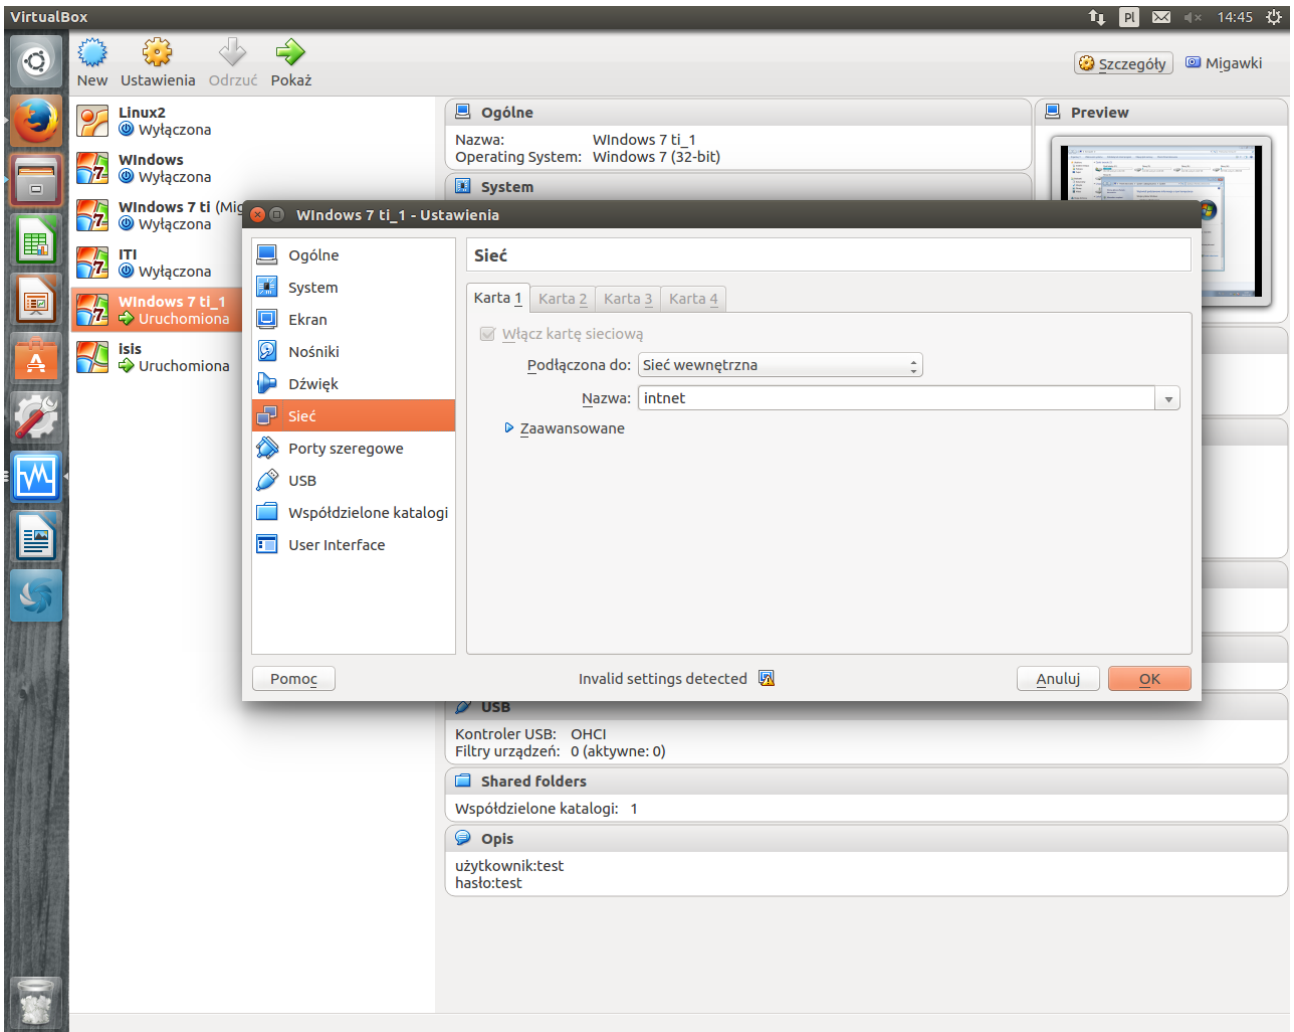 VirtualBox
Pl
14:45
New
Ustawienia
Odrzuć
Pokaż
Szczegóły
Migawki
Linux2
Wyłączona
WIndows
Wyłączona
WIndows 7 ti (Mig
Wyłączona
ITI
Wyłączona
WIndows 7 ti_1
Uruchomiona
isis
Uruchomiona
Ogólne
Nazwa: WIndows 7 ti_1
Operating System: Windows 7 (32-bit)
System
Preview
WIndows 7 ti_1 - Ustawienia
Ogólne
System
Ekran
Nośniki
Dźwięk
Sieć
Porty szeregowe
USB
Współdzielone katalogi
User Interface
Sieć
Karta 1
Karta 2
Karta 3
Karta 4
Włącz kartę sieciową
Podłączona do: Sieć wewnętrzna
Nazwa: intnet
Zaawansowane
Pomoc
Invalid settings detected
Anuluj
OK
USB
Kontroler USB: OHCI
Filtry urządzeń: 0 (aktywne: 0)
Shared folders
Współdzielone katalogi: 1
Opis
użytkownik:test
hasło:test